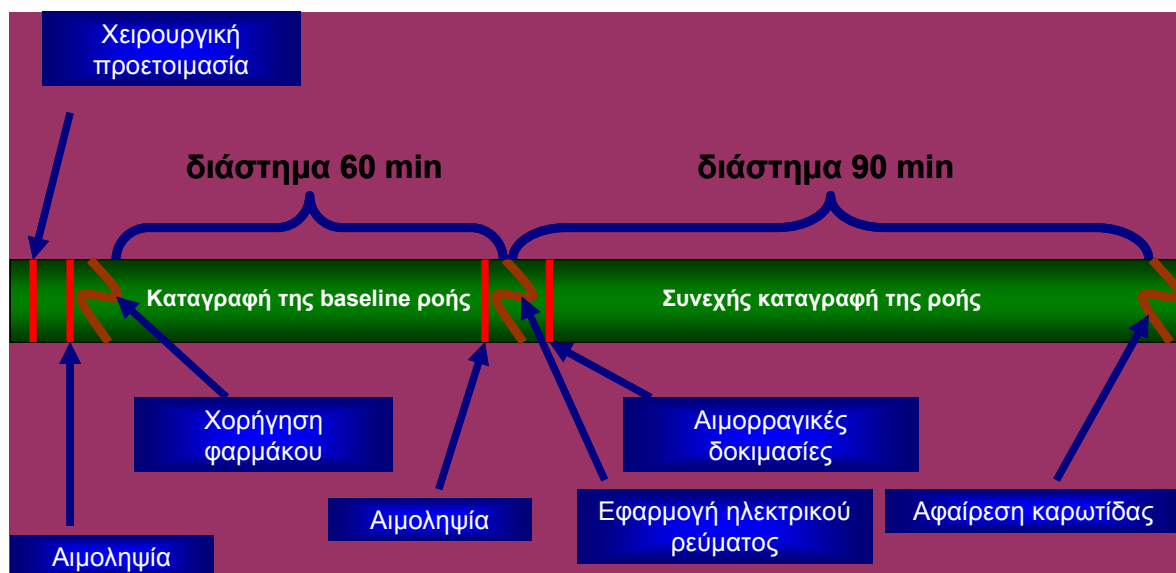 Χειρουργική
προετοιμασία
διάστημα 60 min
διάστημα 90 min
Καταγραφή της baseline ροής
Συνεχής καταγραφή της ροής
Χορήγηση
φαρμάκου
Αιμορραγικές
δοκιμασίες
Αιμοληψία
Εφαρμογή ηλεκτρικού
ρεύματος
Αφαίρεση καρωτίδας
Αιμοληψία